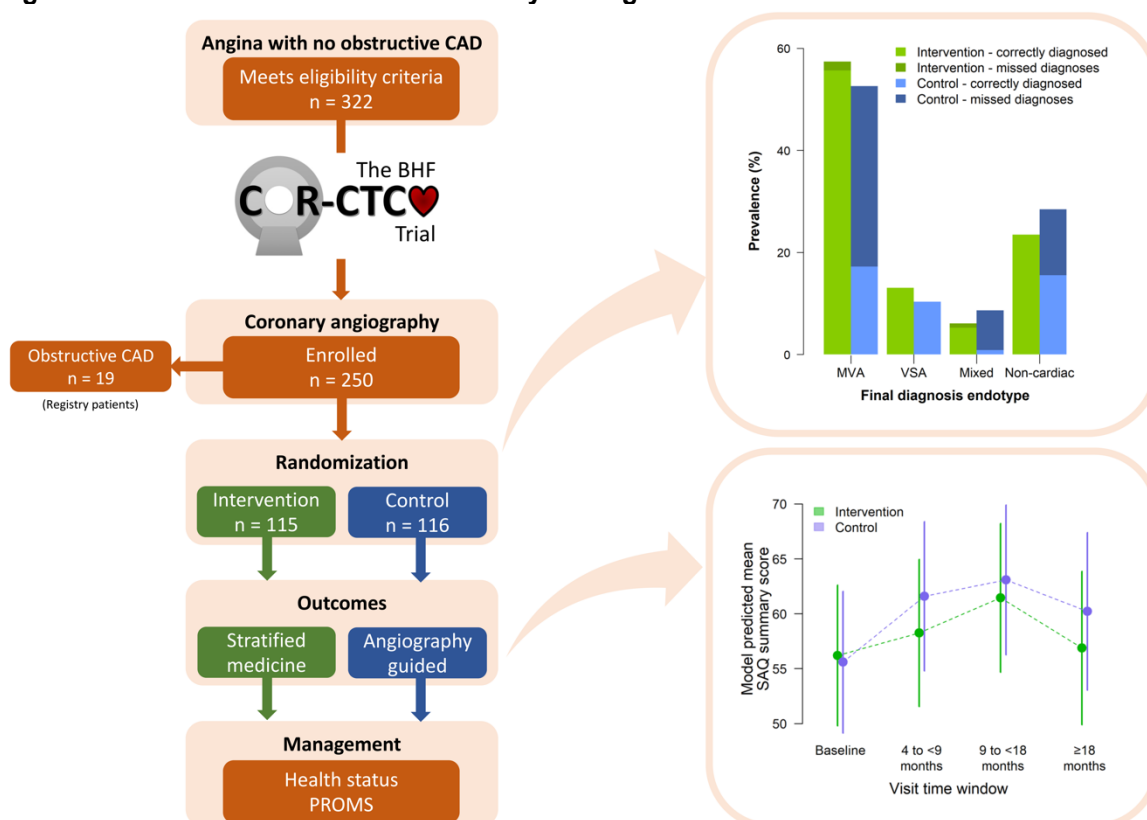 Angina with no obstructive CAD
Meets eligibility criteria
n = 322
The BHF
COR-CTCA
Trial
Coronary angiography
Enrolled
n = 250
Obstructive CAD
n = 19
(Registry patients)
Randomization
Intervention
n = 115
Control
n = 116
Outcomes
Stratified
medicine
Angiography
guided
Management
Health status
PROMS
Intervention - correctly diagnosed
Intervention - missed diagnoses
Control - correctly diagnosed
Control - missed diagnoses
Prevalence (%)
60
40
20
0
MVA
VSA
Mixed
Non-cardiac
Final diagnosis endotype
Intervention
Control
Model predicted mean
SAQ summary score
70
65
60
55
50
Baseline
4 to <9
months
9 to <18
months
≥18
months
Visit time window